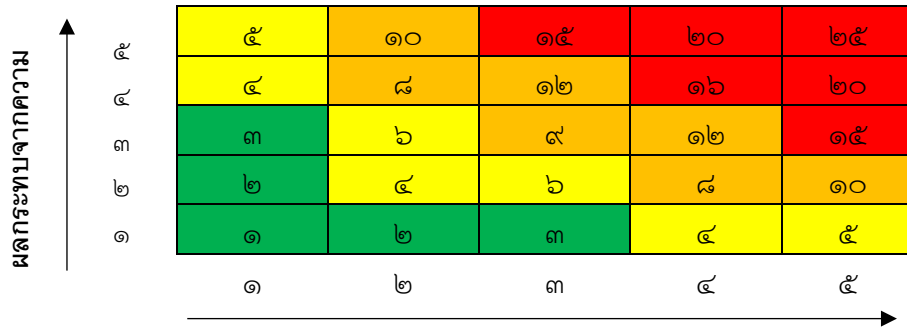 ผลกระทบจากความ
๕ ๕ ๑๐ ๑๕ ๒๐ ๒๕
๔ ๔ ๘ ๑๒ ๑๖ ๒๐
๓ ๓ ๖ ๙ ๑๒ ๑๕
๒ ๒ ๔ ๖ ๘ ๑๐
๑ ๑ ๒ ๓ ๔ ๕
๑ ๒ ๓ ๔ ๕